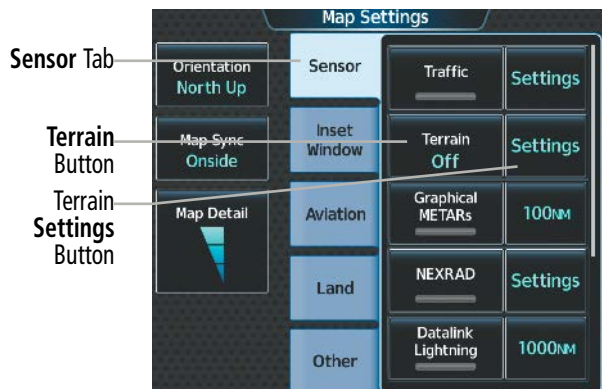 Map Settings
Sensor Tab
Orientation
North Up
Sensor
Traffic
Settings
Terrain
Button
Map Sync
Onside
Inset
Window
Terrain
Off
Settings
Terrain
Settings
Button
Map Detail
Aviation
Graphical
METARs
100NM
Land
NEXRAD
Settings
Other
Datalink
Lightning
1000NM